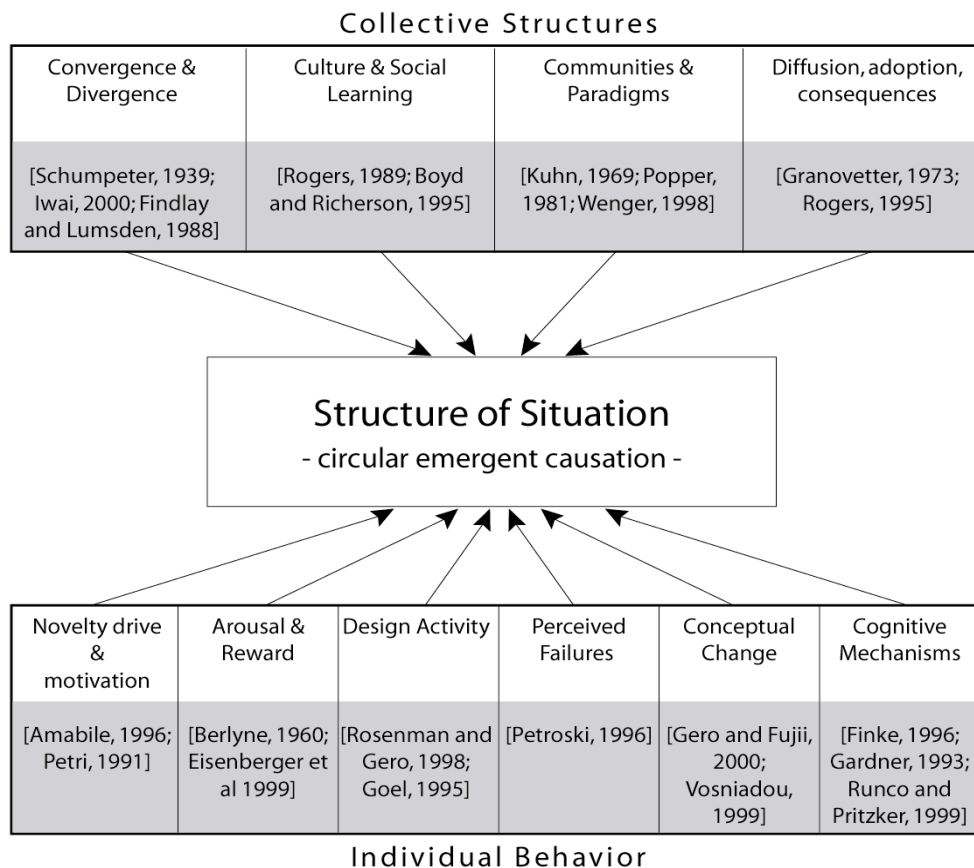 Collective Structures
Convergence &
Divergence
Culture & Social
Learning
Communities &
Paradigms
Diffusion, adoption,
consequences
[Schumpeter, 1939;
Iwai, 2000; Findlay
and Lumsden, 1988]
[Rogers, 1989; Boyd
and Richerson, 1995]
[Kuhn, 1969; Popper,
1981; Wenger, 1998]
[Granovetter, 1973;
Rogers, 1995]
Structure of Situation
- circular emergent causation -
Novelty drive
&
motivation
Arousal &
Reward
Design Activity
Perceived
Failures
Conceptual
Change
Cognitive
Mechanisms
[Amabile, 1996;
Petri, 1991]
[Berlyne, 1960;
Eisenberger et
al 1999]
[Rosenman and
Gero, 1998;
Goel, 1995]
[Petroski, 1996]
[Gero and Fujii,
2000;
Vosniadou,
1999]
[Finke, 1996;
Gardner, 1993;
Runco and
Pritzker, 1999]
Individual Behavior